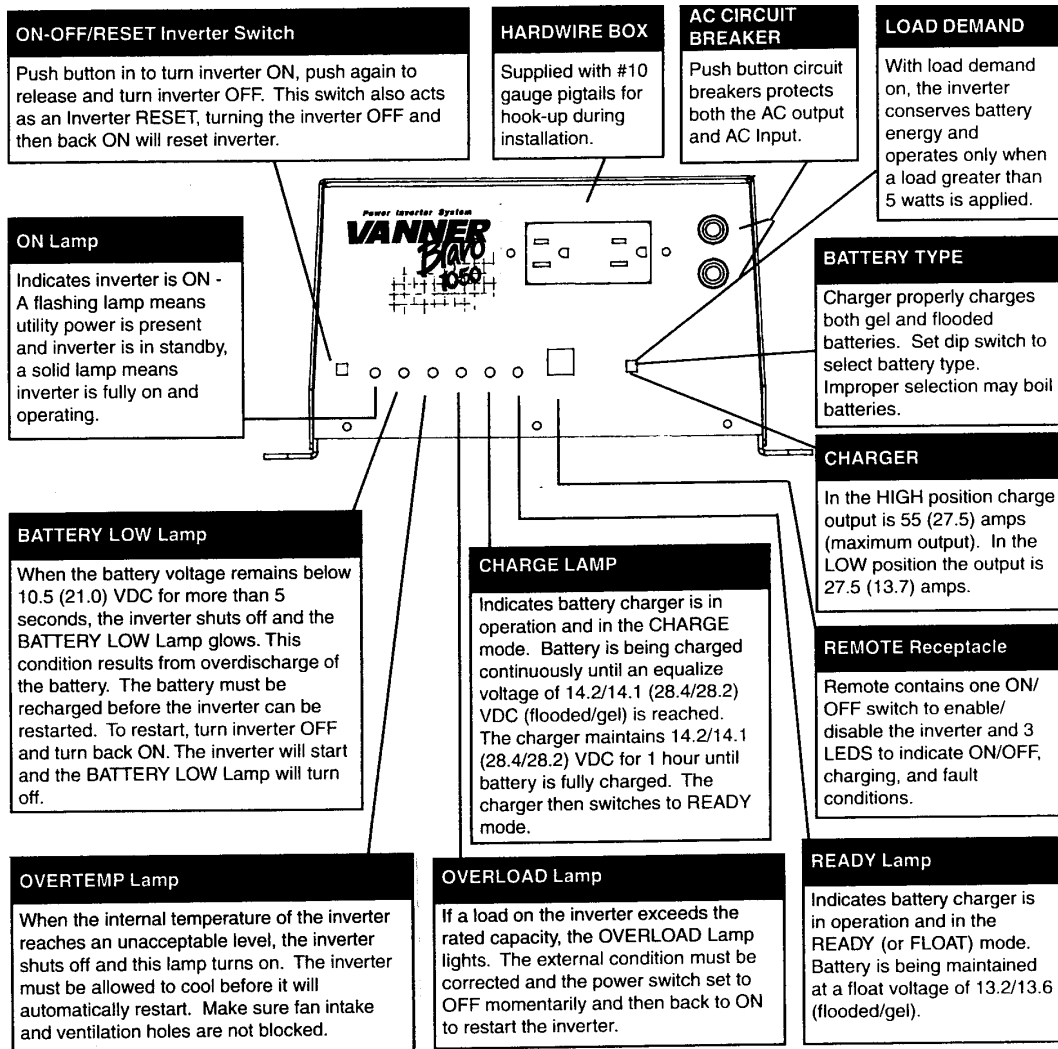 ON-OFF/RESET Inverter Switch
Push button in to turn inverter ON, push again to
release and turn inverter OFF. This switch also acts
as an Inverter RESET, turning the inverter OFF and
then back ON will reset inverter.
HARDWIRE BOX
Supplied with #10
gauge pigtails for
hook-up during
installation.
AC CIRCUIT
BREAKER
Push button circuit
breakers protects
both the AC output
and AC Input.
LOAD DEMAND
With load demand
on, the inverter
conserves battery
energy and
operates only when
a load greater than
5 watts is applied.
ON Lamp
Indicates inverter is ON -
A flashing lamp means
utility power is present
and inverter is in standby,
a solid lamp means
inverter is fully on and
operating.
Power Inverter System
VANNER
Bravo
1050
BATTERY TYPE
Charger properly charges
both gel and flooded
batteries. Set dip switch to
select battery type.
Improper selection may boil
batteries.
CHARGER
In the HIGH position charge
output is 55 (27.5) amps
(maximum output). In the
LOW position the output is
27.5 (13.7) amps.
BATTERY LOW Lamp
When the battery voltage remains below
10.5 (21.0) VDC for more than 5
seconds, the inverter shuts off and the
BATTERY LOW Lamp glows. This
condition results from overdischarge of
the battery. The battery must be
recharged before the inverter can be
restarted. To restart, turn inverter OFF
and turn back ON. The inverter will start
and the BATTERY LOW Lamp will turn
off.
CHARGE LAMP
Indicates battery charger is in
operation and in the CHARGE
mode. Battery is being charged
continuously until an equalize
voltage of 14.2/14.1 (28.4/28.2)
VDC (flooded/gel) is reached.
The charger maintains 14.2/14.1
(28.4/28.2) VDC for 1 hour until
battery is fully charged. The
charger then switches to READY
mode.
REMOTE Receptacle
Remote contains one ON/
OFF switch to enable/
disable the inverter and 3
LEDS to indicate ON/OFF,
charging, and fault
conditions.
OVERTEMP Lamp
When the internal temperature of the inverter
reaches an unacceptable level, the inverter
shuts off and this lamp turns on. The inverter
must be allowed to cool before it will
automatically restart. Make sure fan intake
and ventilation holes are not blocked.
OVERLOAD Lamp
If a load on the inverter exceeds the
rated capacity, the OVERLOAD Lamp
lights. The external condition must be
corrected and the power switch set to
OFF momentarily and then back to ON
to restart the inverter.
READY Lamp
Indicates battery charger is
in operation and in the
READY (or FLOAT) mode.
Battery is being maintained
at a float voltage of 13.2/13.6
(flooded/gel).